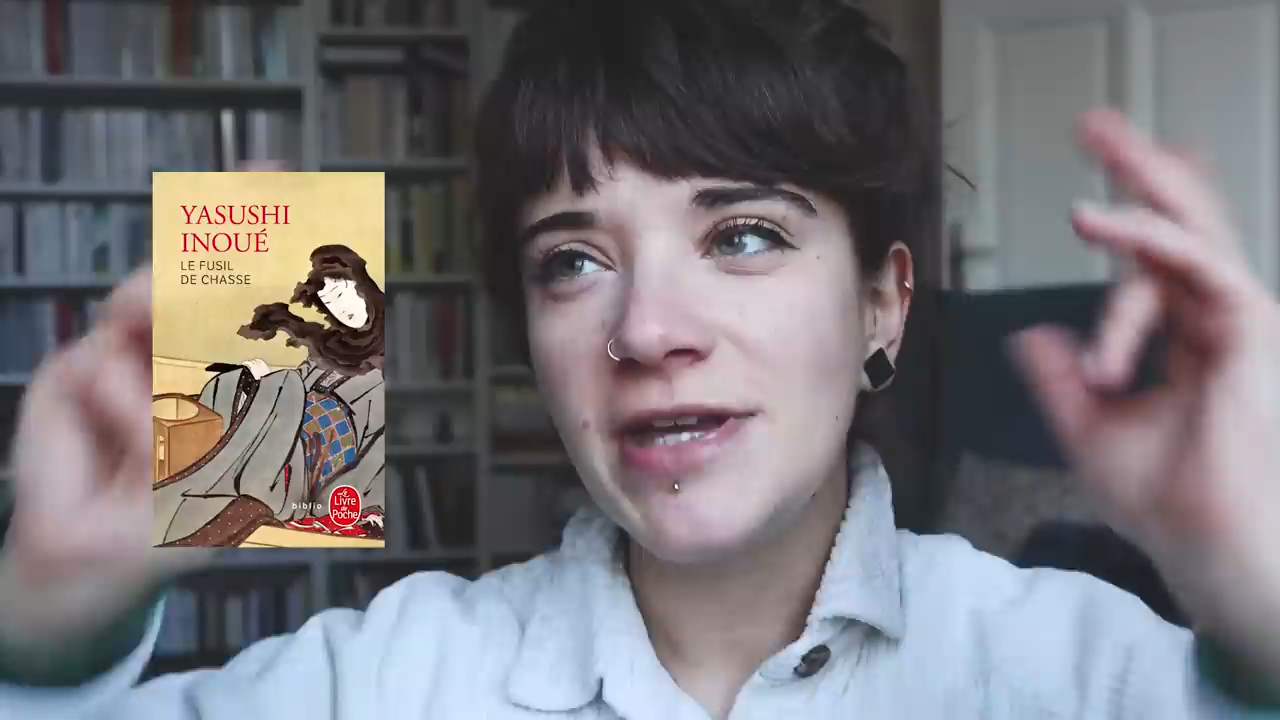 YASUSHI
INOUÉ
LE FUSIL
DE CHASSE
biblio
Le
Livre
de
Poche